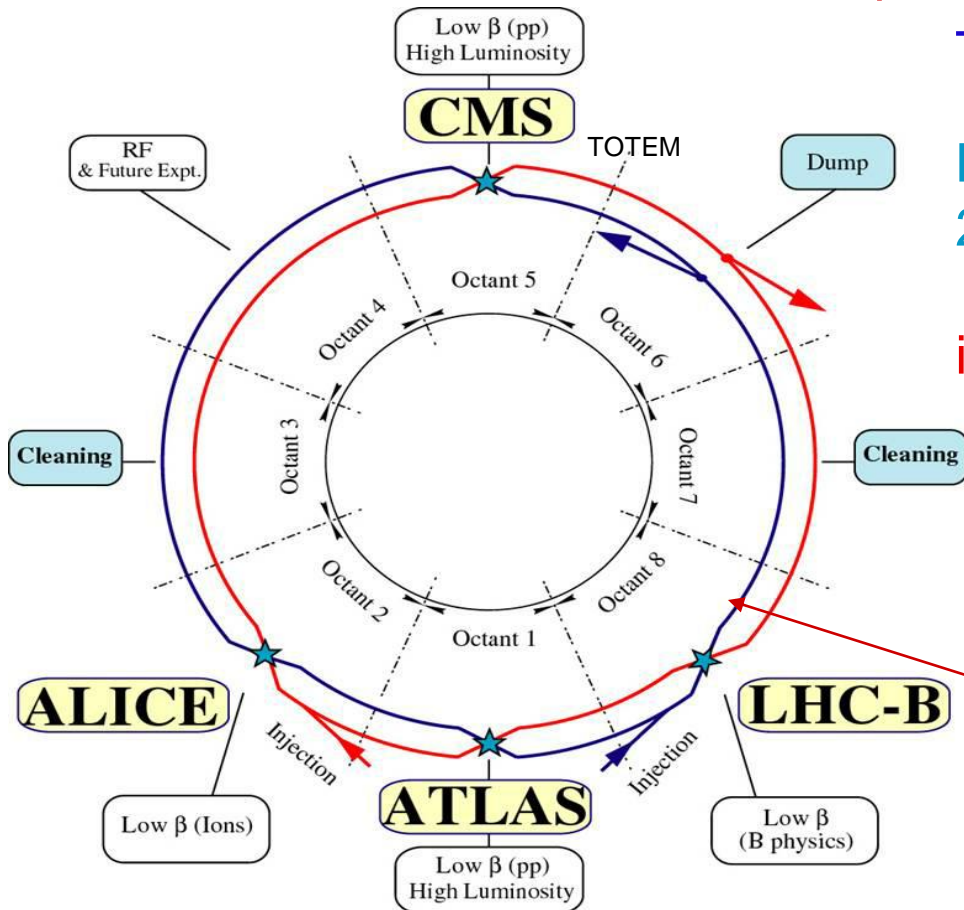 Low β (pp)
High Luminosity
CMS
TOTEM
RF
& Future Expt.
Dump
Octant 5
Octant 4
Octant 6
Cleaning
Octant 3
Octant 7
Cleaning
Octant 2
Octant 8
Octant 1
ALICE
LHC-B
Injection
Injection
ATLAS
Low β (Ions)
Low β
(B physics)
Low β (pp)
High Luminosity